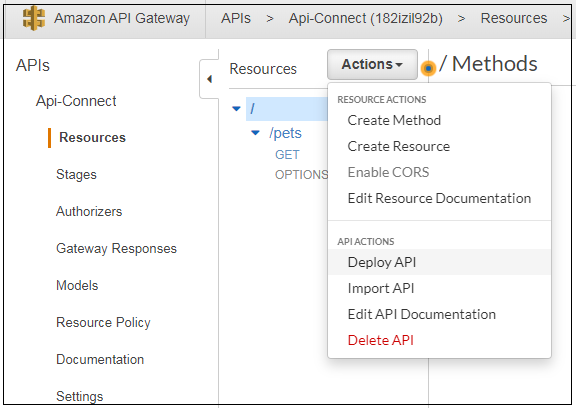 Amazon API Gateway APIs > Api-Connect (182izil92b) > Resources >
APIs
Api-Connect
Resources
Stages
Authorizers
Gateway Responses
Models
Resource Policy
Documentation
Settings
Resources
Actions
/ Methods
/
/pets
GET
OPTIONS
RESOURCE ACTIONS
Create Method
Create Resource
Enable CORS
Edit Resource Documentation
API ACTIONS
Deploy API
Import API
Edit API Documentation
Delete API